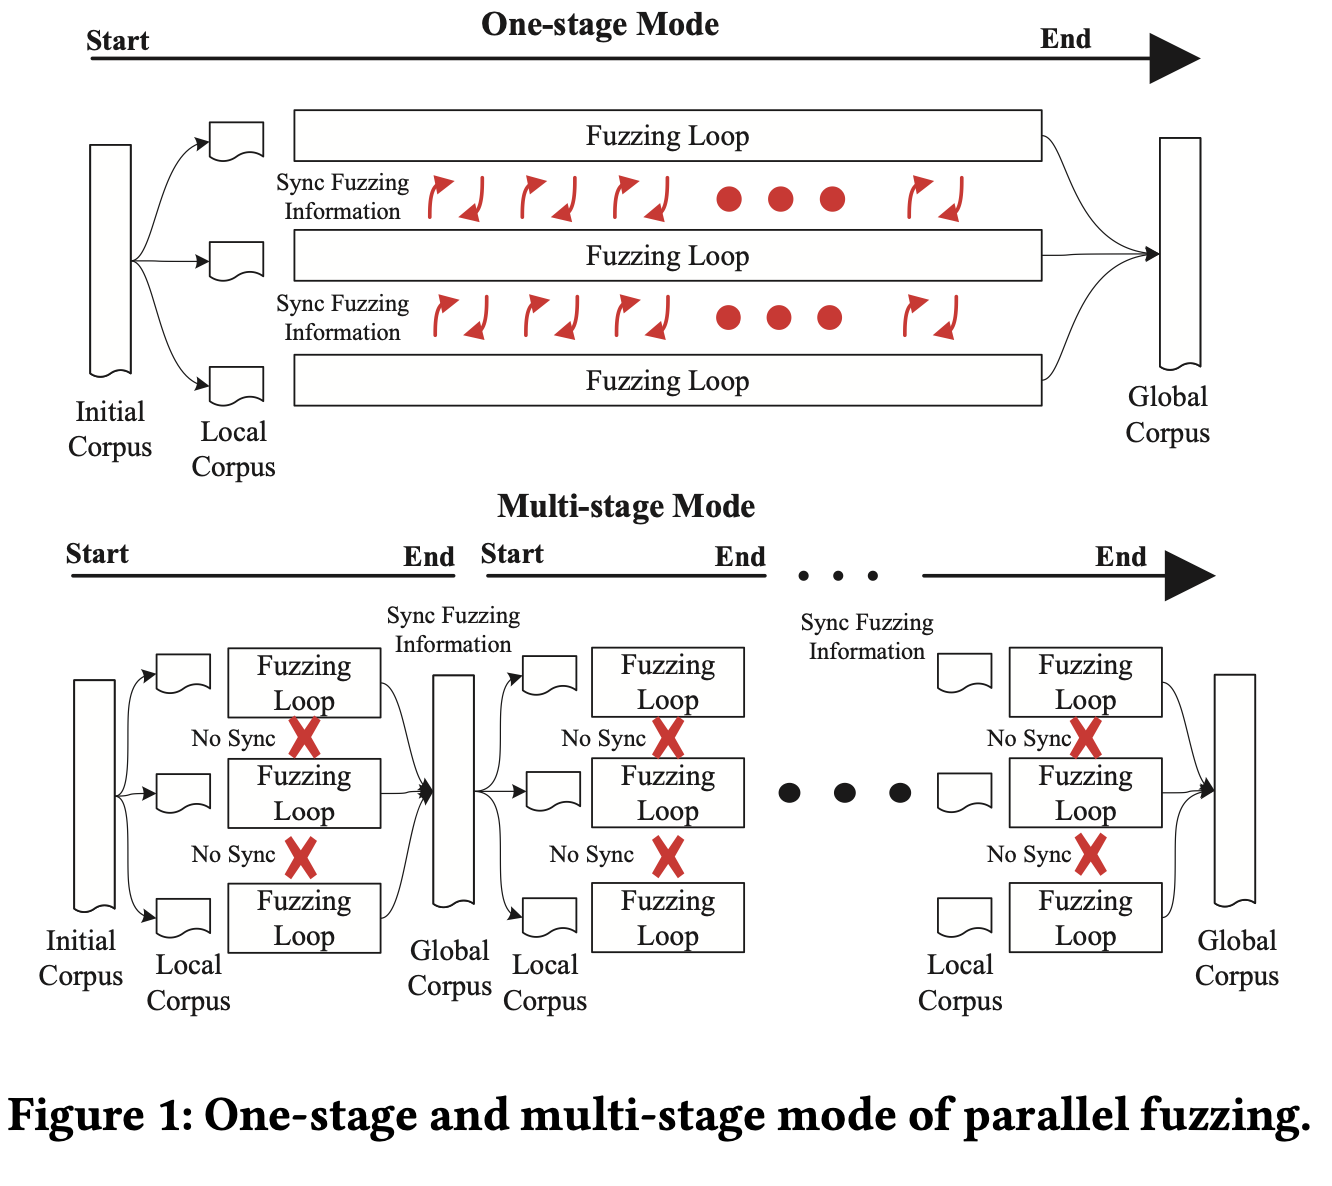 One-stage Mode
Start
End
Fuzzing Loop
Sync Fuzzing
Information
Fuzzing Loop
Sync Fuzzing
Information
Fuzzing Loop
Initial
Corpus
Local
Corpus
Global
Corpus
Multi-stage Mode
Start
End
Start
End
End
Sync Fuzzing
Information
Sync Fuzzing
Information
Fuzzing
Loop
Fuzzing
Loop
Fuzzing
Loop
No Sync
No Sync
No Sync
Fuzzing
Loop
Fuzzing
Loop
Fuzzing
Loop
No Sync
No Sync
No Sync
Fuzzing
Loop
Fuzzing
Loop
Fuzzing
Loop
Initial
Corpus
Local
Corpus
Global
Corpus
Local
Corpus
Local
Corpus
Global
Corpus
Figure 1: One-stage and multi-stage mode of parallel fuzzing.